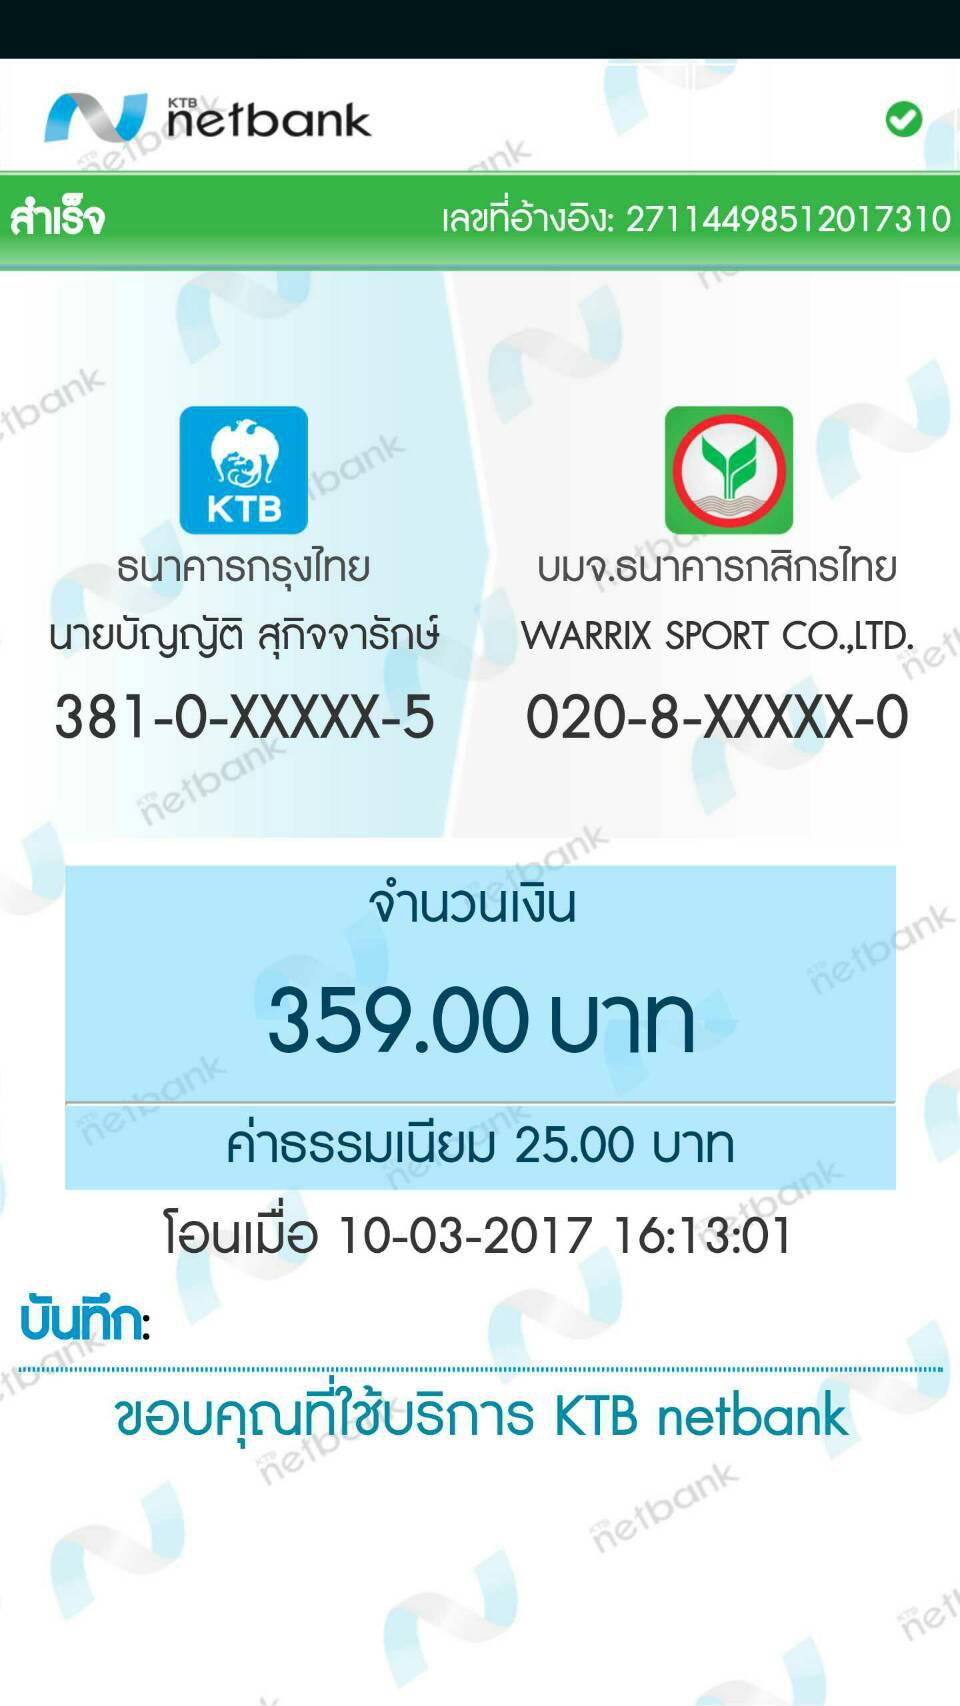 KTB netbank
สำเร็จ เลขที่อ้างอิง: 27114498512017310
KTB
ธนาคารกรุงไทย บมจ.ธนาคารกสิกรไทย
นายบัญญัติ สุกิจจารักษ์ WARRIX SPORT CO.,LTD.
381-0-XXXXX-5 020-8-XXXXX-0
จำนวนเงิน
359.00 บาท
ค่าธรรมเนียม 25.00 บาท
โอนเมื่อ 10-03-2017 16:13:01
บันทึก:
ขอบคุณที่ใช้บริการ KTB netbank